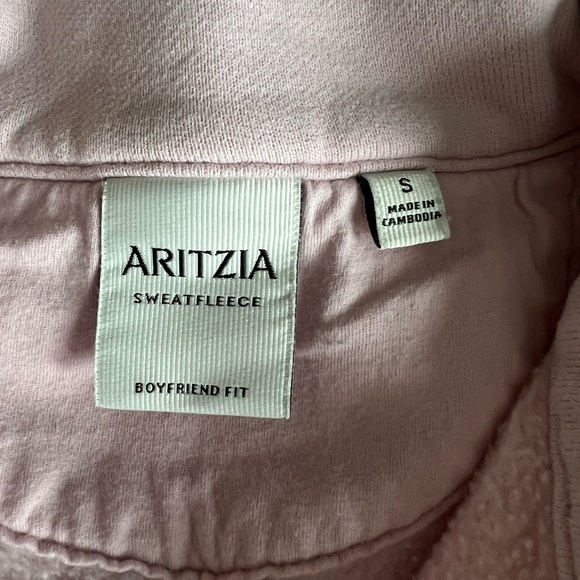 ARITZIA
SWEATFLEECE
BOYFRIEND FIT
S
MADE IN
CAMBODIA